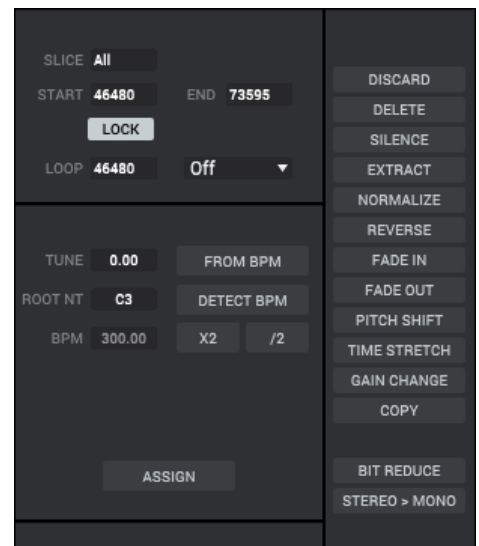 SLICE All
START 46480 END 73595
LOCK
LOOP 46480 Off
TUNE 0.00 FROM BPM
ROOT NT C3 DETECT BPM
BPM 300.00 X2 /2
ASSIGN
DISCARD
DELETE
SILENCE
EXTRACT
NORMALIZE
REVERSE
FADE IN
FADE OUT
PITCH SHIFT
TIME STRETCH
GAIN CHANGE
COPY
BIT REDUCE
STEREO > MONO